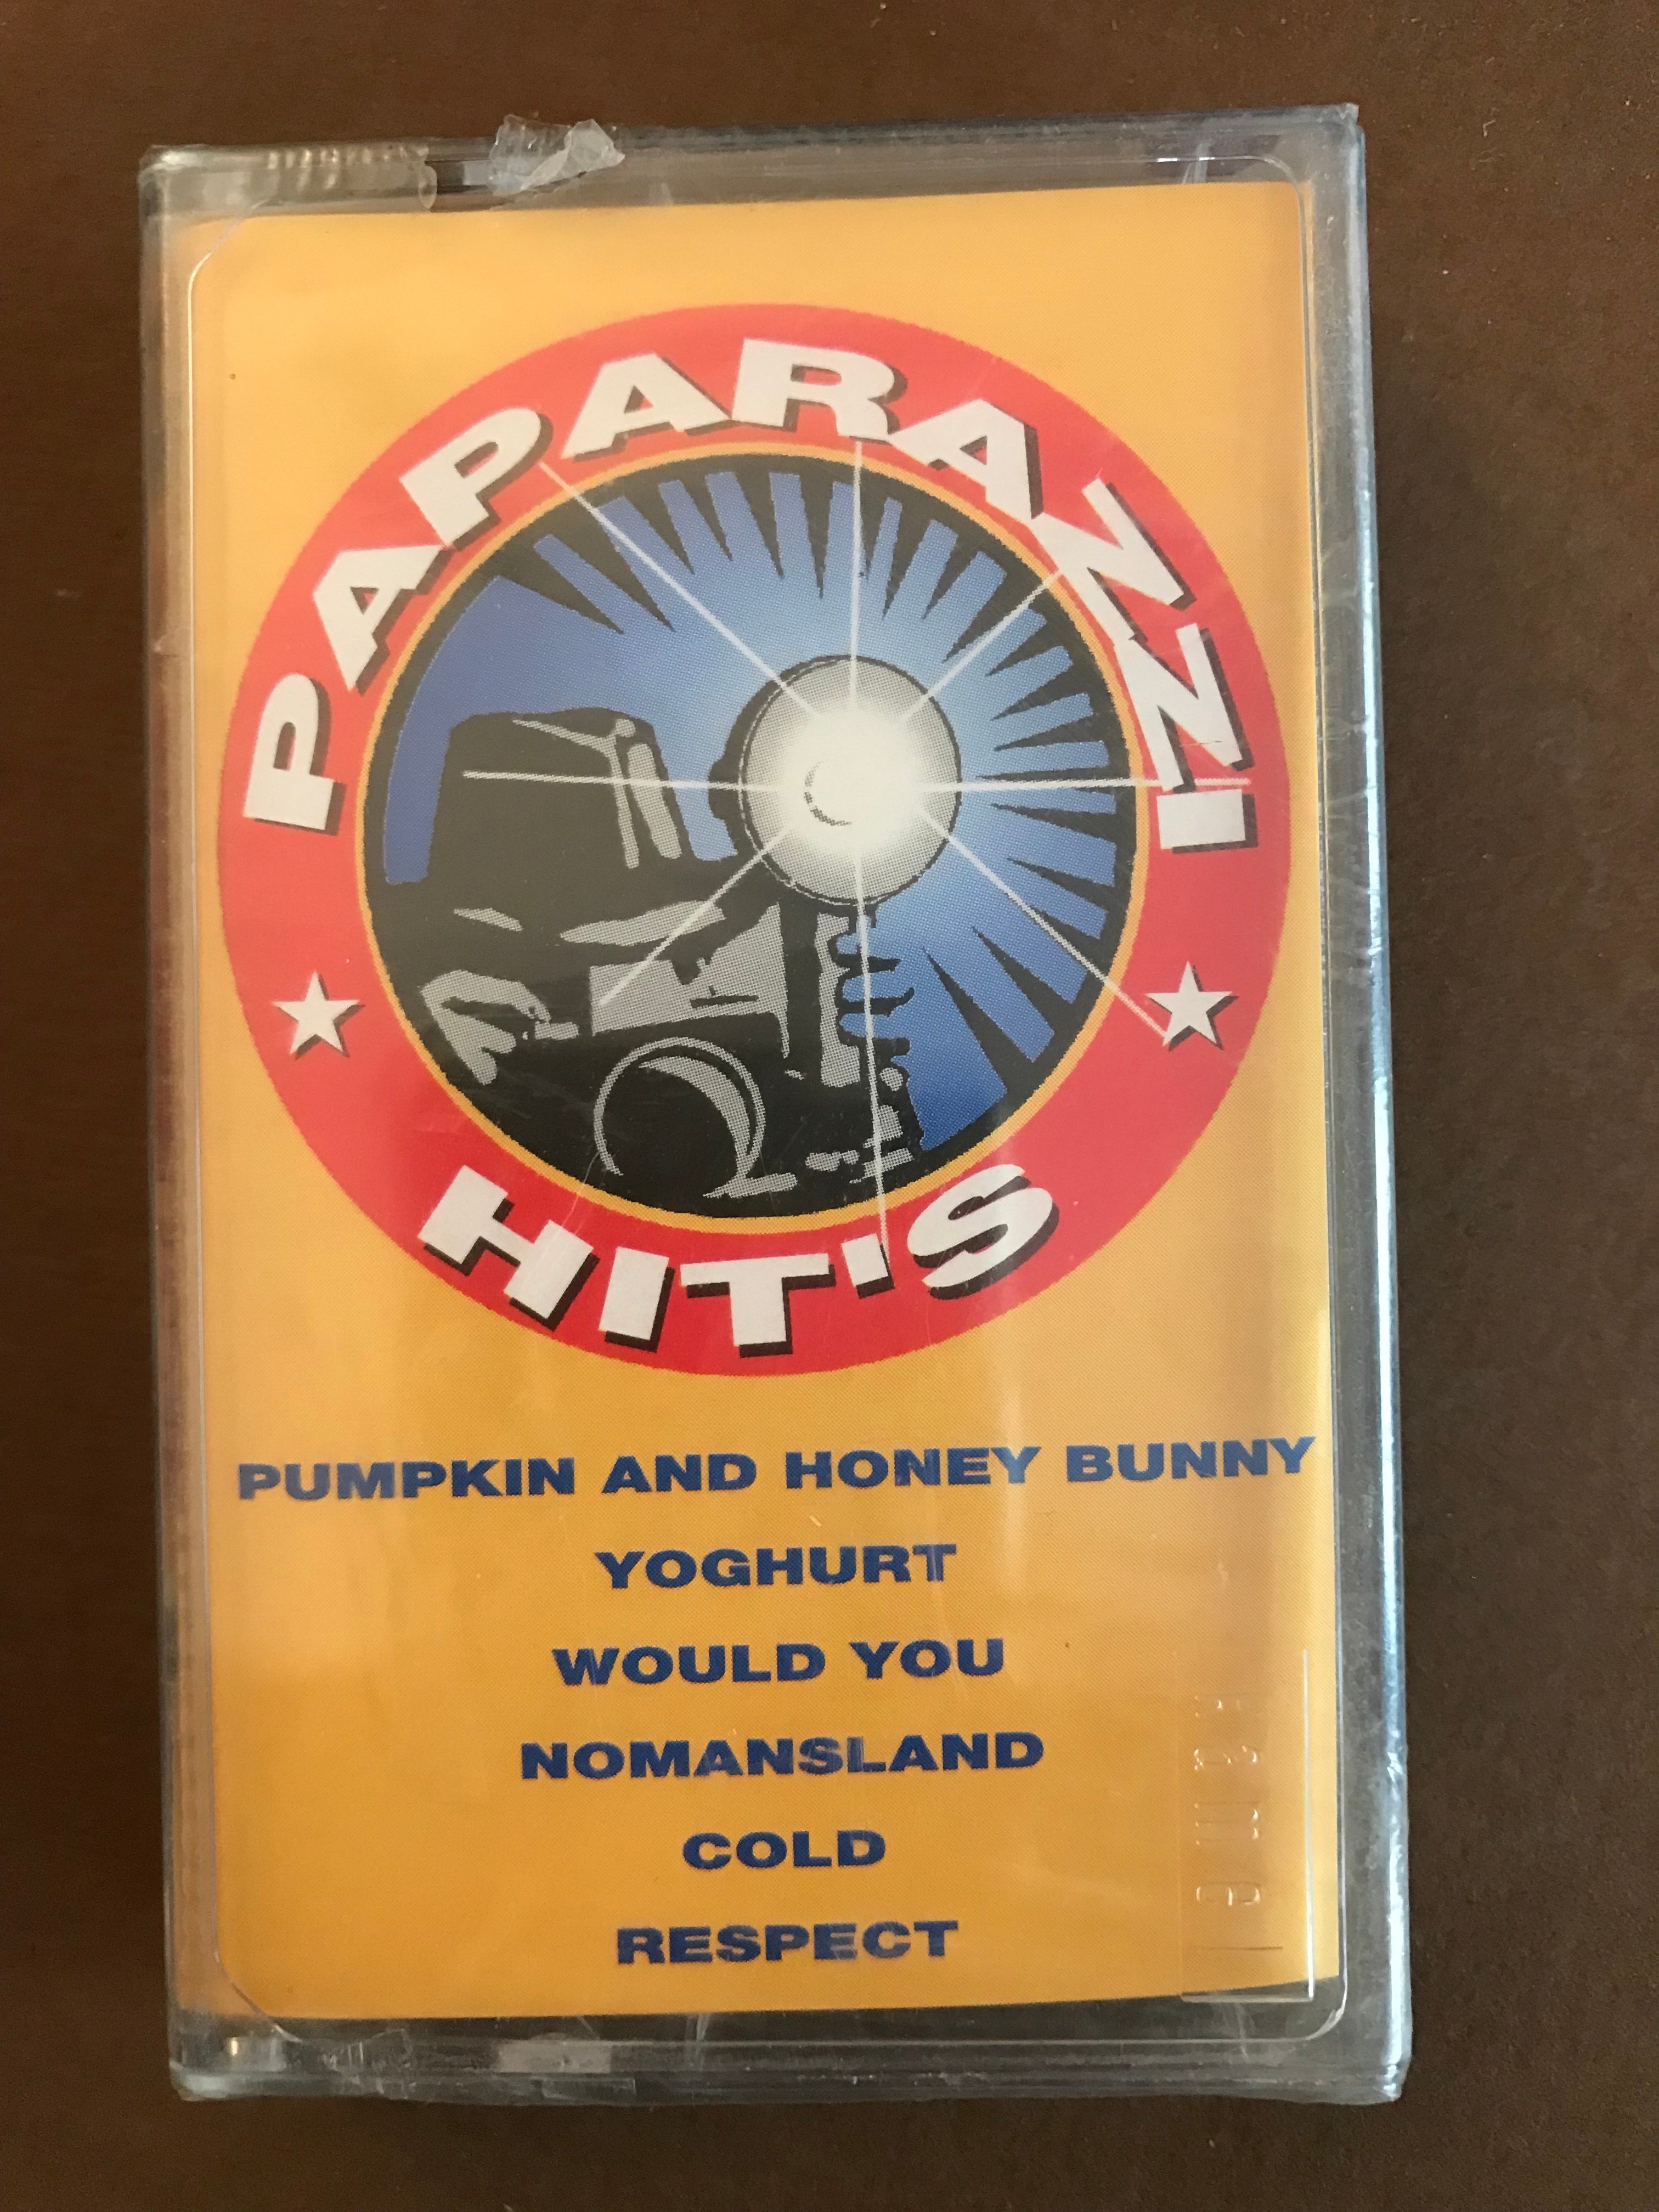 PAPARAZZI
HIT'S
PUMPKIN AND HONEY BUNNY
YOGHURT
WOULD YOU
NOMANSLAND
COLD
RESPECT